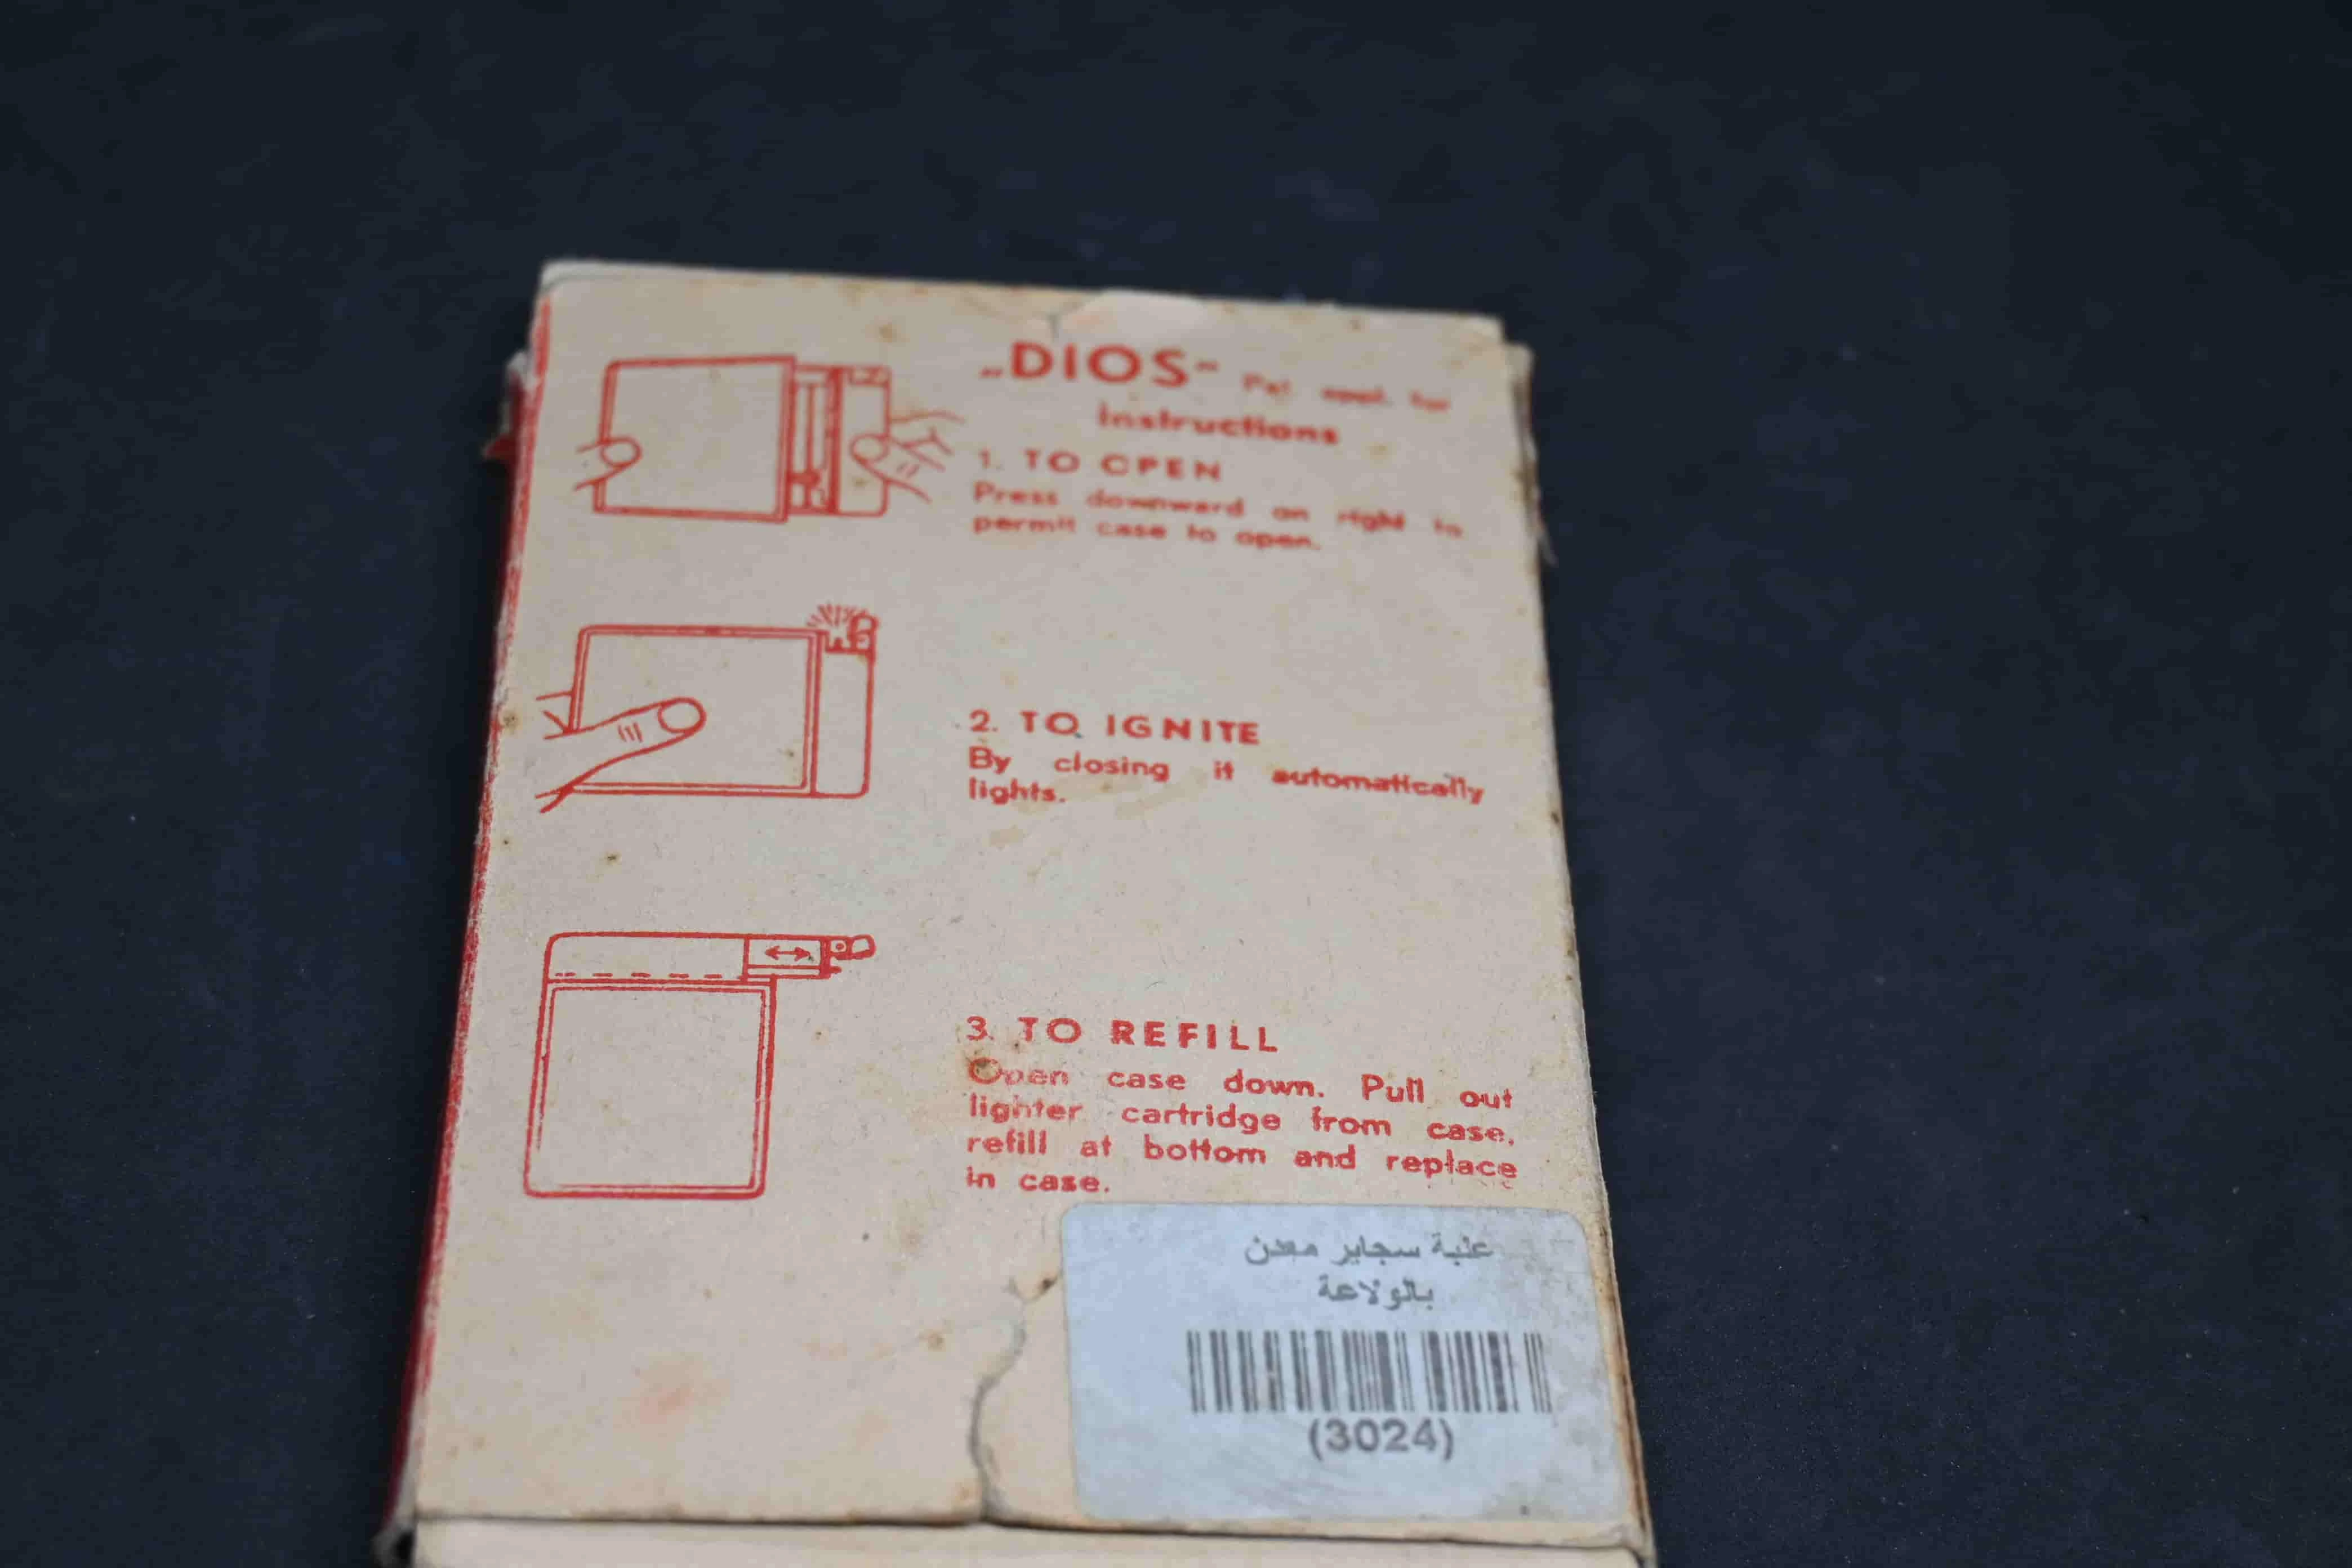 „DIOS“ Pat. appl. for
Instructions
1. TO OPEN
Press downward on right to
permit case to open.
2. TO IGNITE
By closing it automatically
lights.
3. TO REFILL
Open case down. Pull out
lighter cartridge from case,
refill at bottom and replace
in case.
علبة سجاير معدن
بالولاعة
(3024)